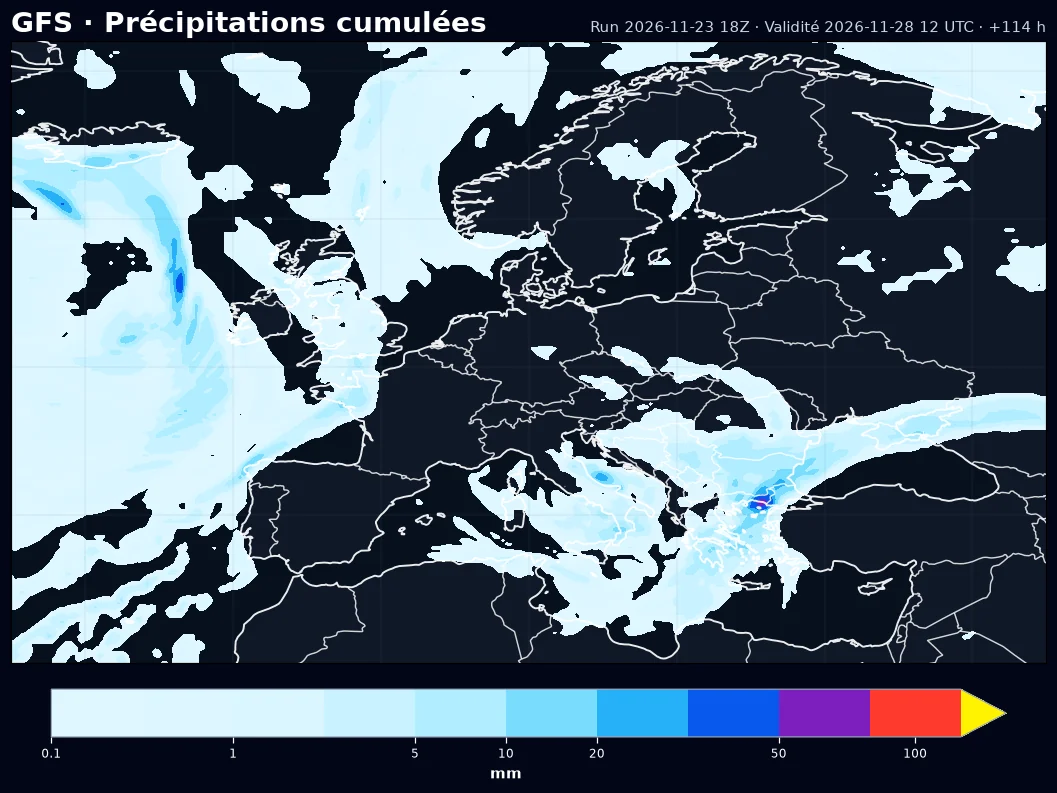 GFS · Précipitations cumulées
Run 2026-11-23 18Z · Validité 2026-11-28 12 UTC · +114 h
0.1 1 5 10 20 50 100
mm